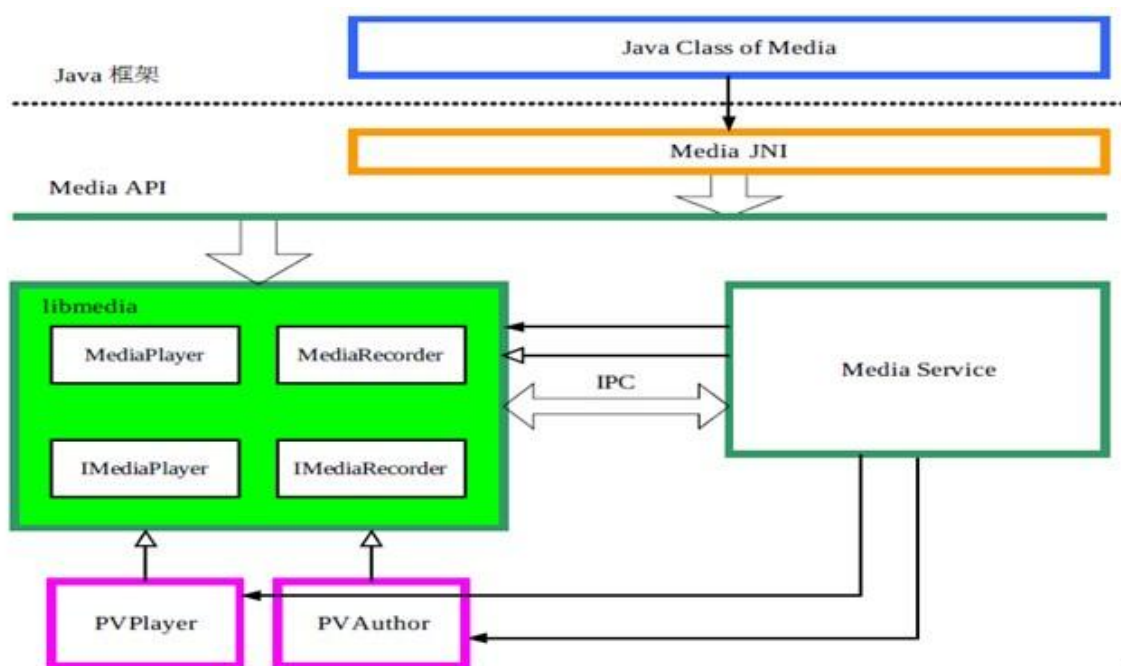 Java Class of Media
Java 框架
Media JNI
Media API
libmedia
MediaPlayer
MediaRecorder
IPC
Media Service
IMediaPlayer
IMediaRecorder
PVPlayer
PVAuthor